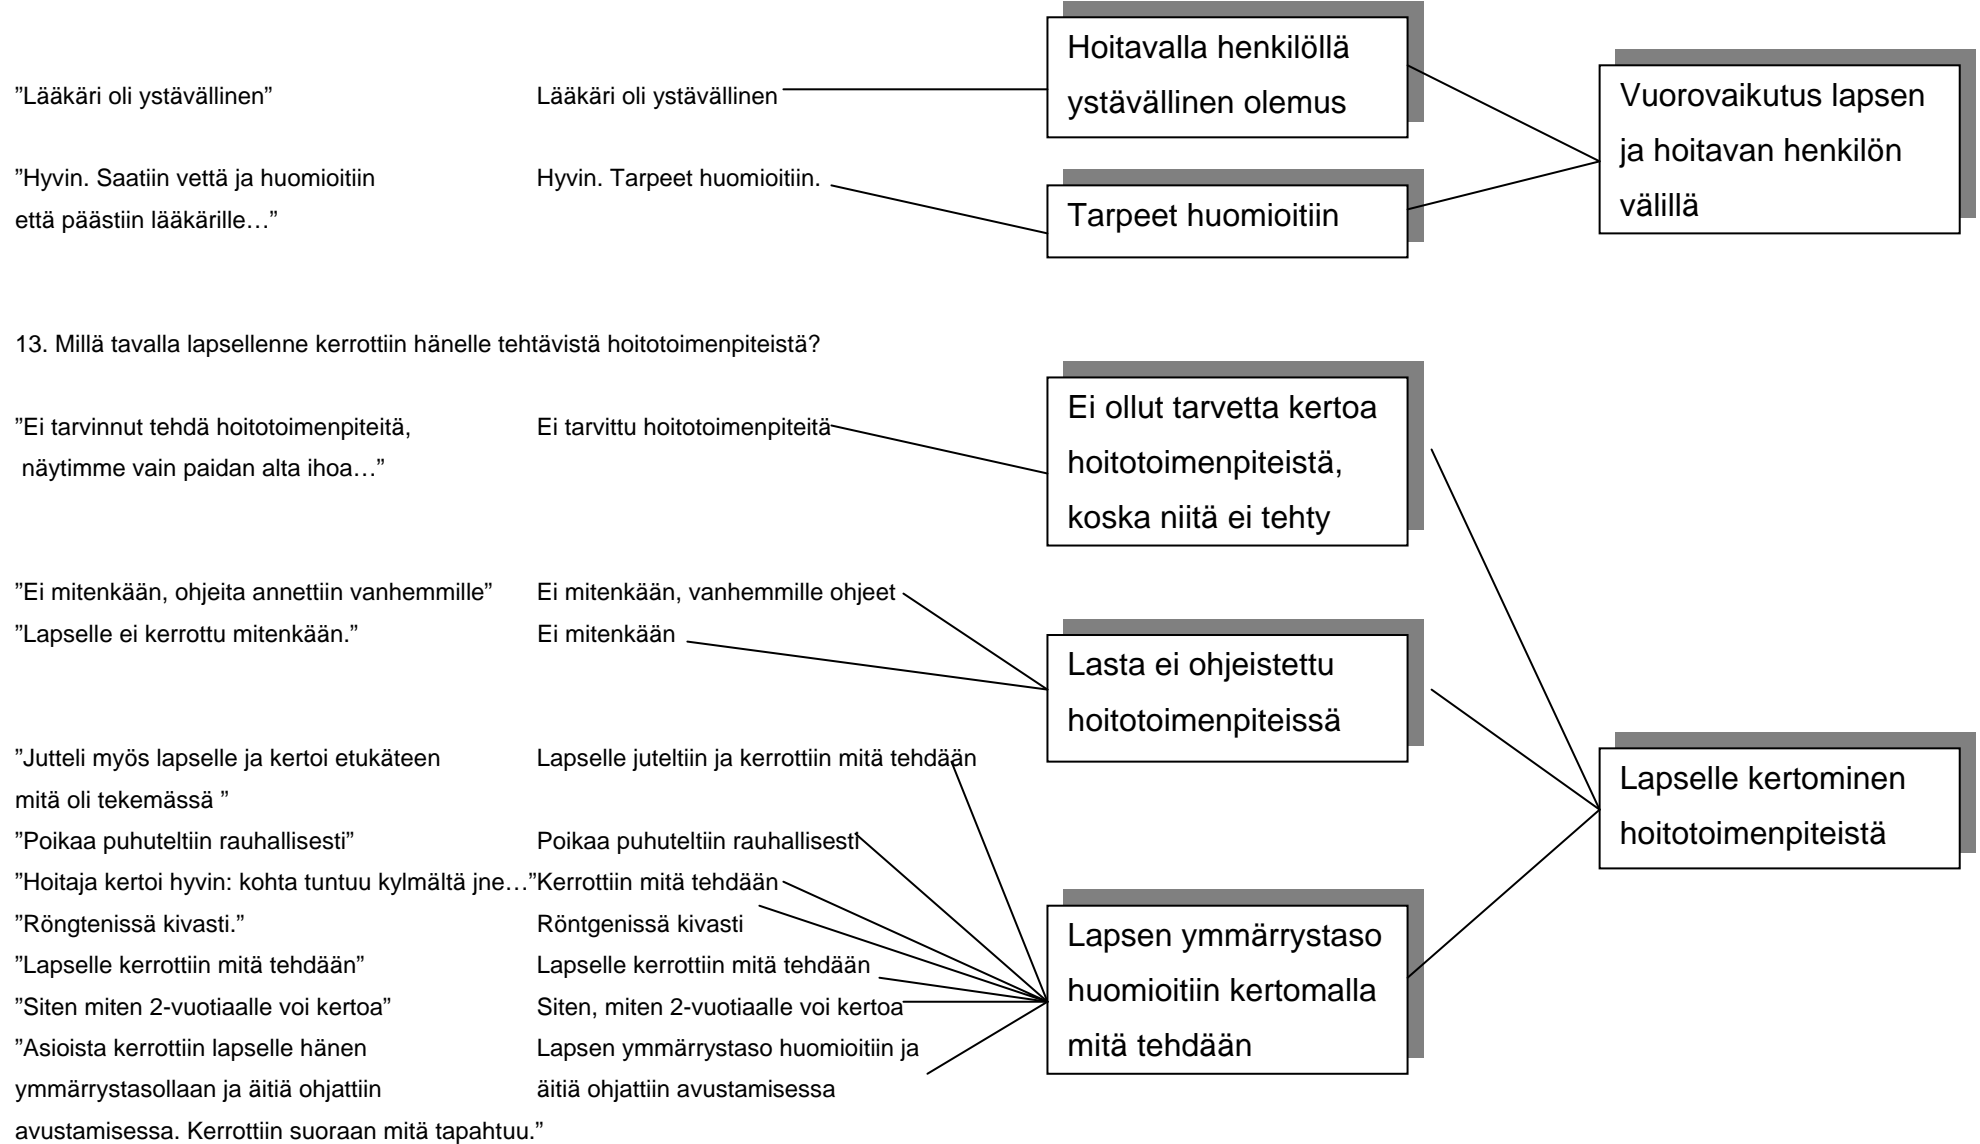 ”Lääkäri oli ystävällinen”
Lääkäri oli ystävällinen
Hoitavalla henkilöllä
ystävällinen olemus
Vuorovaikutus lapsen
ja hoitavan henkilön
välillä
”Hyvin. Saatiin vettä ja huomioitiin
että päästiin lääkärille…”
Hyvin. Tarpeet huomioitiin.
Tarpeet huomioitiin
13. Millä tavalla lapsellenne kerrottiin hänelle tehtävistä hoitotoimenpiteistä?
”Ei tarvinnut tehdä hoitotoimenpiteitä,
näytimme vain paidan alta ihoa…”
Ei tarvittu hoitotoimenpiteitä
Ei ollut tarvetta kertoa
hoitotoimenpiteistä,
koska niitä ei tehty
”Ei mitenkään, ohjeita annettiin vanhemmille”
Ei mitenkään, vanhemmille ohjeet
”Lapselle ei kerrottu mitenkään.”
Ei mitenkään
Lasta ei ohjeistettu
hoitotoimenpiteissä
”Jutteli myös lapselle ja kertoi etukäteen
mitä oli tekemässä ”
Lapselle juteltiin ja kerrottiin mitä tehdään
Lapselle kertominen
hoitotoimenpiteistä
”Poikaa puhuteltiin rauhallisesti”
Poikaa puhuteltiin rauhallisesti
”Hoitaja kertoi hyvin: kohta tuntuu kylmältä jne…”
Kerrottiin mitä tehdään
”Röngtenissä kivasti.”
Röntgenissä kivasti
”Lapselle kerrottiin mitä tehdään”
Lapselle kerrottiin mitä tehdään
”Siten miten 2-vuotiaalle voi kertoa”
Siten, miten 2-vuotiaalle voi kertoa
Lapsen ymmärrystaso
huomioitiin kertomalla
mitä tehdään
”Asioista kerrottiin lapselle hänen
ymmärrystasollaan ja äitiä ohjattiin
avustamisessa. Kerrottiin suoraan mitä tapahtuu.”
Lapsen ymmärrystaso huomioitiin ja
äitiä ohjattiin avustamisessa